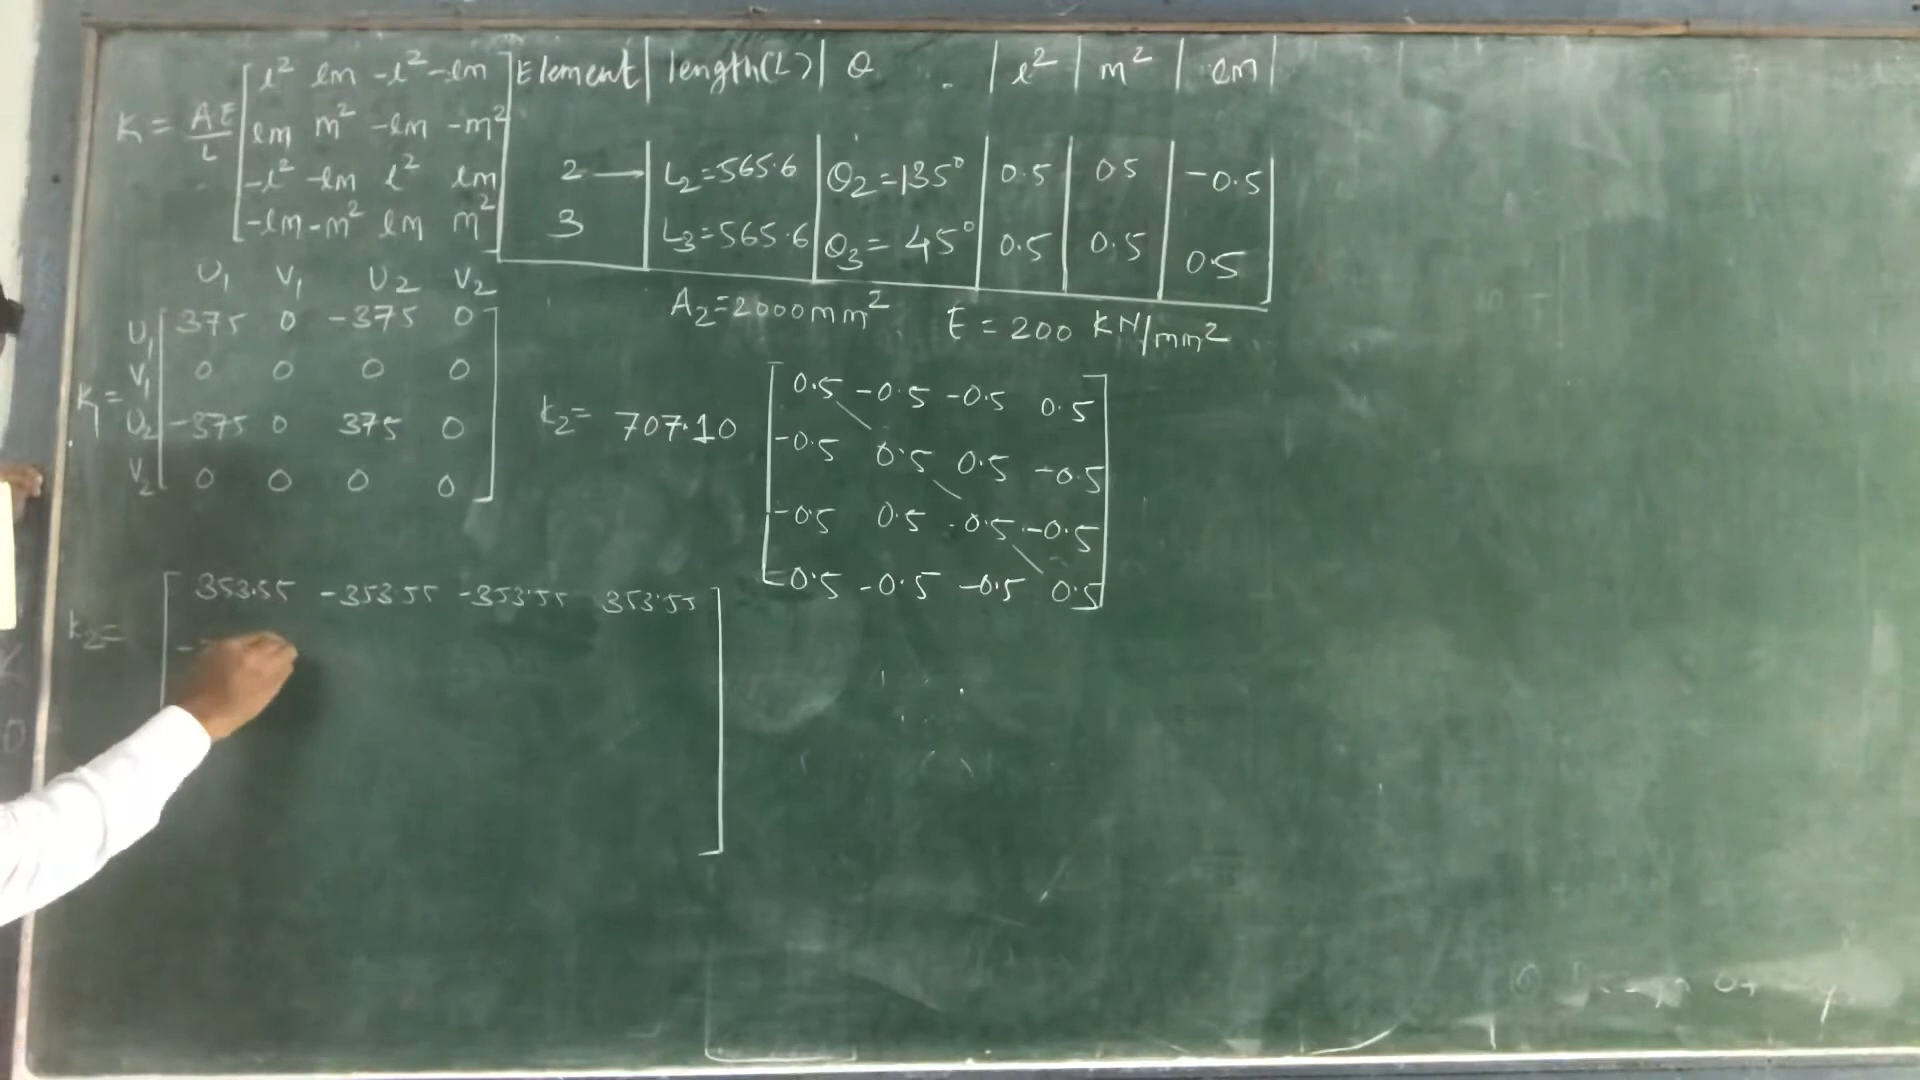 K = AE/L
l² lm -l² -lm
lm m² -lm -m²
-l² -lm l² lm
-lm -m² lm m²
Element length(L) θ l² m² lm
2 → L₂=565.6 θ₂=135° 0.5 0.5 -0.5
3 L₃=565.6 θ₃= 45° 0.5 0.5 0.5
A₂=2000mm² E = 200 KN/mm²
U₁ V₁ U₂ V₂
K₁=
U₁ 375 0 -375 0
V₁ 0 0 0 0
U₂ -375 0 375 0
V₂ 0 0 0 0
k₂= 707.10
0.5 -0.5 -0.5 0.5
-0.5 0.5 0.5 -0.5
-0.5 0.5 0.5 -0.5
0.5 -0.5 -0.5 0.5
k₂=
353.55 -353.55 -353.55 353.55